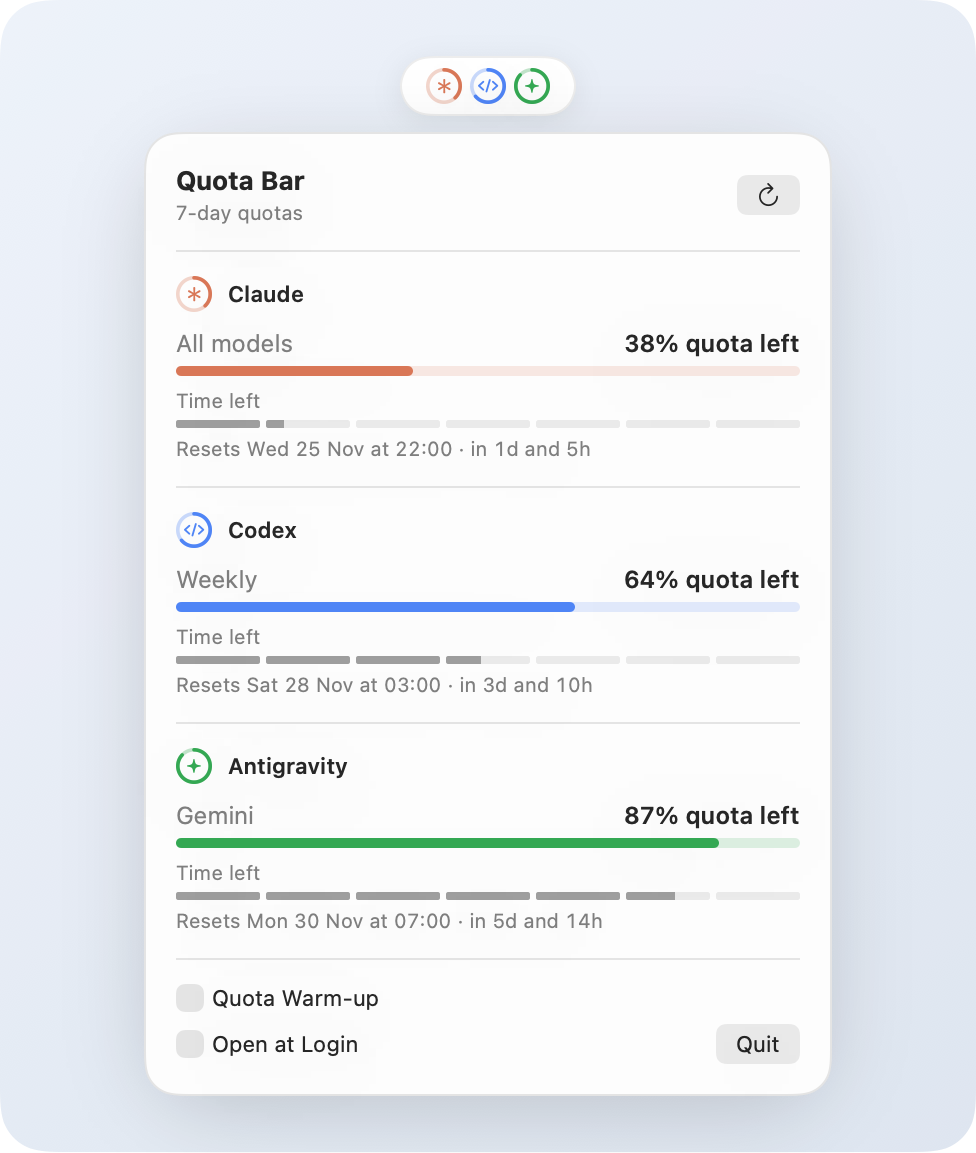 Quota Bar
7-day quotas
Claude
All models 38% quota left
Time left
Resets Wed 25 Nov at 22:00 · in 1d and 5h
Codex
Weekly 64% quota left
Time left
Resets Sat 28 Nov at 03:00 · in 3d and 10h
Antigravity
Gemini 87% quota left
Time left
Resets Mon 30 Nov at 07:00 · in 5d and 14h
Quota Warm-up
Open at Login Quit